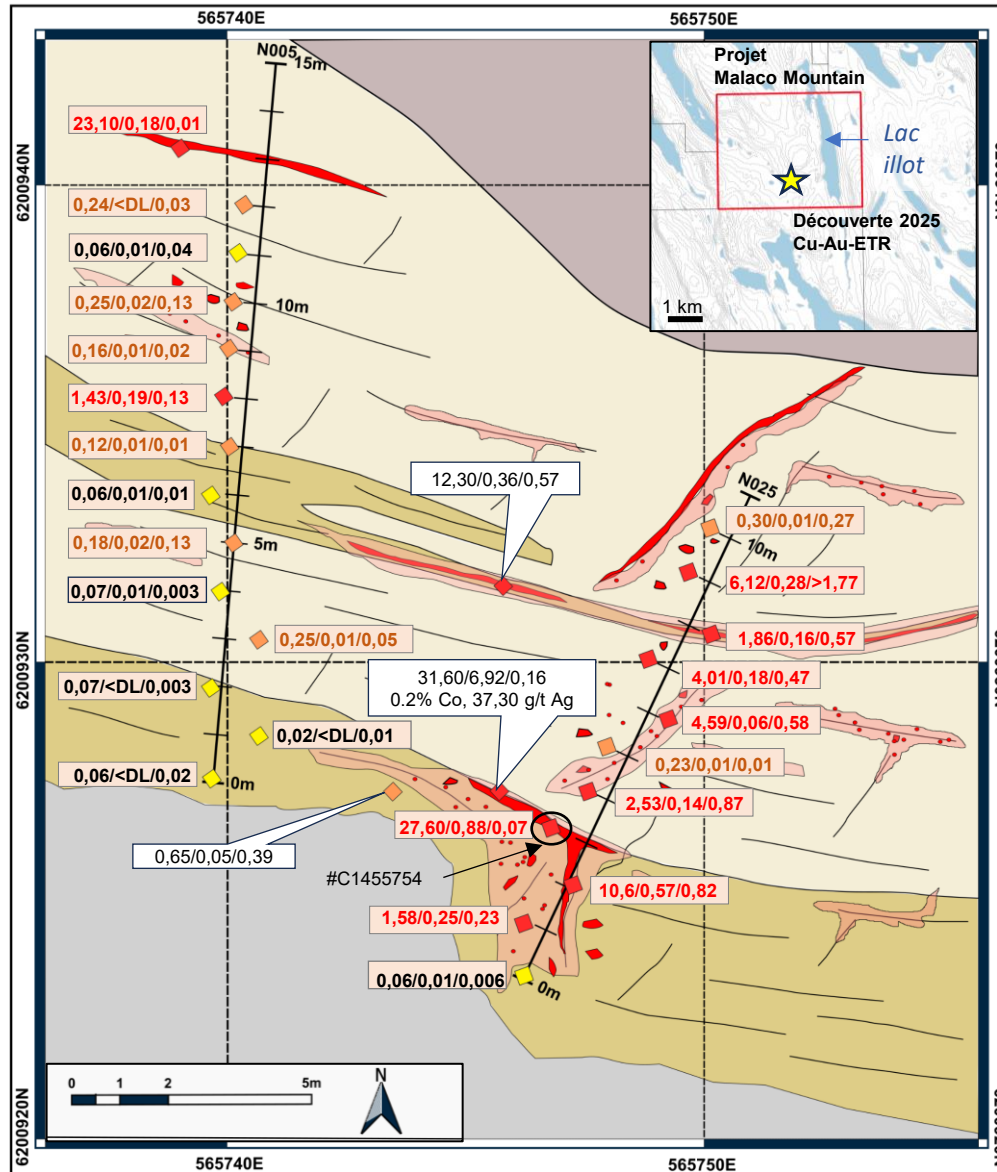 565740E
565750E
N005
15m
Projet
Malaco Mountain
Lac
illot
Découverte 2025
Cu-Au-ETR
1 km
23,10/0,18/0,01
6200940N
0,24/<DL/0,03
0,06/0,01/0,04
0,25/0,02/0,13
10m
0,16/0,01/0,02
1,43/0,19/0,13
0,12/0,01/0,01
12,30/0,36/0,57
N025
0,06/0,01/0,01
0,30/0,01/0,27
10m
0,18/0,02/0,13
5m
6,12/0,28/>1,77
0,07/0,01/0,003
0,25/0,01/0,05
1,86/0,16/0,57
6200930N
31,60/6,92/0,16
0.2% Co, 37,30 g/t Ag
4,01/0,18/0,47
0,07/<DL/0,003
4,59/0,06/0,58
0,02/<DL/0,01
0,23/0,01/0,01
0,06/<DL/0,02
0m
2,53/0,14/0,87
27,60/0,88/0,07
0,65/0,05/0,39
#C1455754
10,6/0,57/0,82
1,58/0,25/0,23
0,06/0,01/0,006
0m
0 1 2 5m
N
6200920N
565740E
565750E